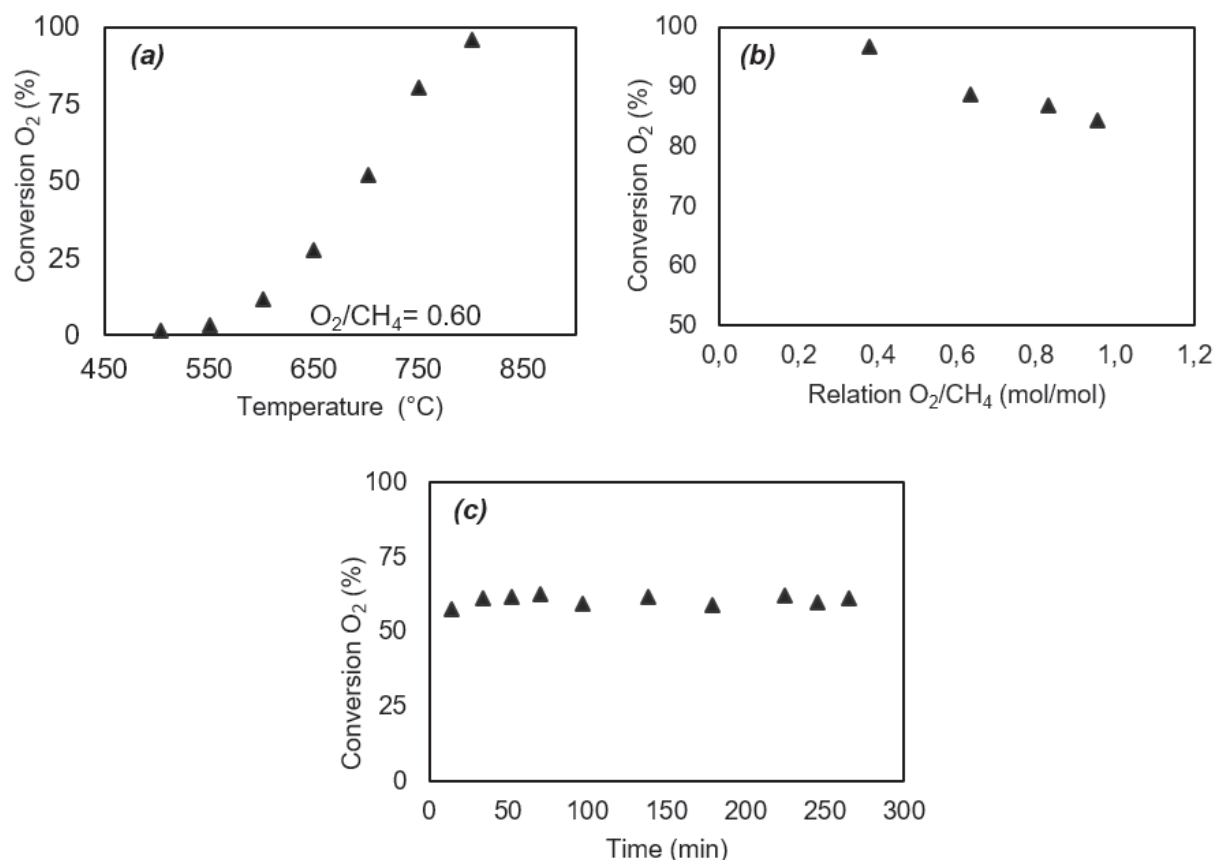 (a)
100
75
50
25
0
Conversion O₂ (%)
O₂/CH₄= 0.60
450 550 650 750 850
Temperature (°C)
(b)
100
90
80
70
60
50
Conversion O₂ (%)
0,0 0,2 0,4 0,6 0,8 1,0 1,2
Relation O₂/CH₄ (mol/mol)
(c)
100
75
50
25
0
Conversion O₂ (%)
0 50 100 150 200 250 300
Time (min)